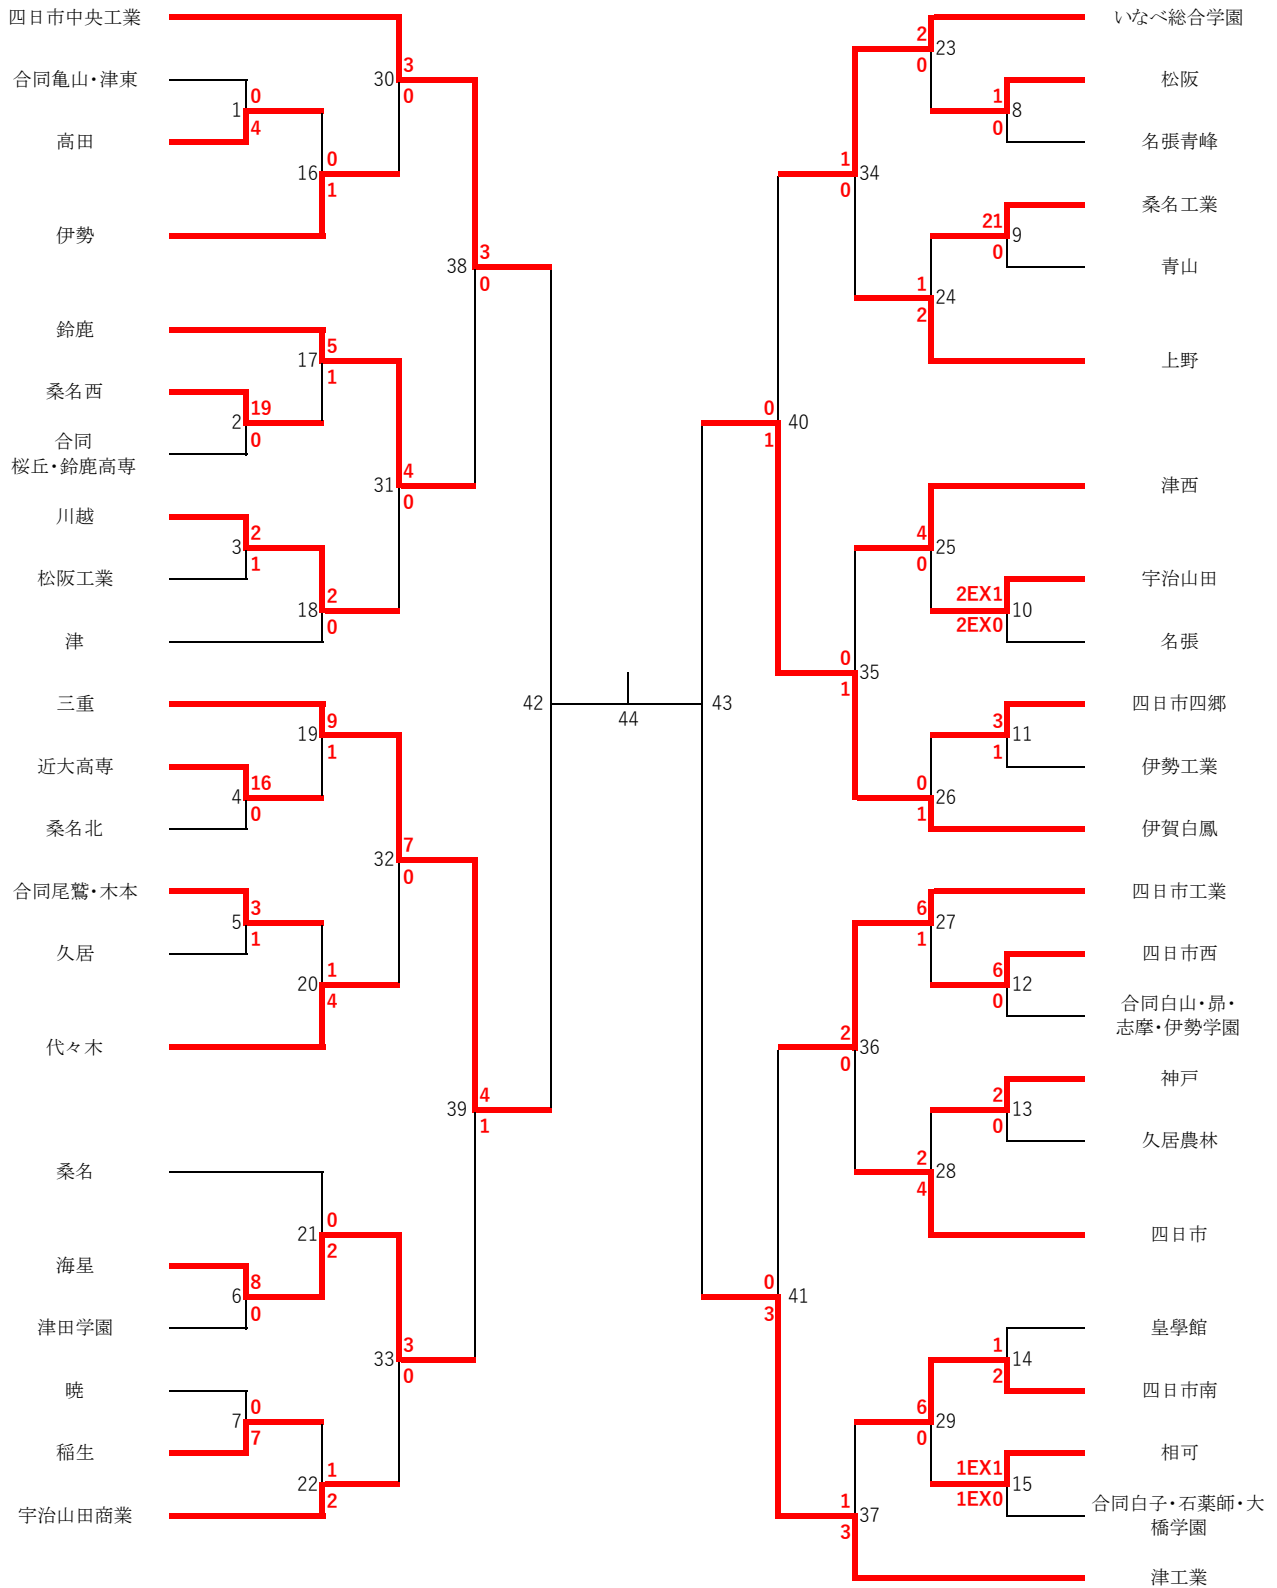 四日市中央工業
合同亀山・津東
高田
伊勢
鈴鹿
桑名西
合同
桜丘・鈴鹿高専
川越
松阪工業
津
三重
近大高専
桑名北
合同尾鷲・木本
久居
代々木
桑名
海星
津田学園
暁
稲生
宇治山田商業
1
0
4
2
19
0
3
2
1
4
16
0
5
3
1
6
8
0
7
0
7
16
0
1
17
5
1
18
2
0
19
9
1
20
1
4
21
0
2
22
1
2
30
3
0
31
4
0
32
7
0
33
3
0
38
3
0
39
4
1
42
44
43
40
0
1
41
0
3
34
1
0
35
0
1
36
2
0
37
1
3
23
2
0
24
1
2
25
4
0
26
0
1
27
6
1
28
2
4
29
6
0
8
1
0
9
21
0
10
2EX1
2EX0
11
3
1
12
6
0
13
2
0
14
1
2
15
1EX1
1EX0
いなべ総合学園
松阪
名張青峰
桑名工業
青山
上野
津西
宇治山田
名張
四日市四郷
伊勢工業
伊賀白鳳
四日市工業
四日市西
合同白山・昴・
志摩・伊勢学園
神戸
久居農林
四日市
皇學館
四日市南
相可
合同白子・石薬師・大
橋学園
津工業